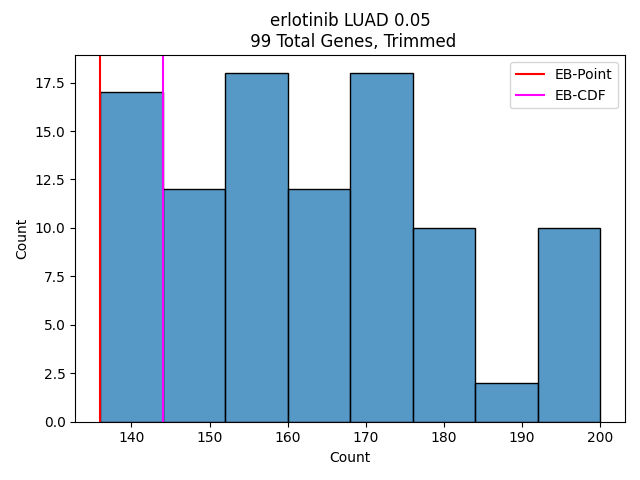 erlotinib LUAD 0.05
99 Total Genes, Trimmed
EB-Point
EB-CDF
Count
17.5
15.0
12.5
10.0
7.5
5.0
2.5
0.0
140 150 160 170 180 190 200
Count